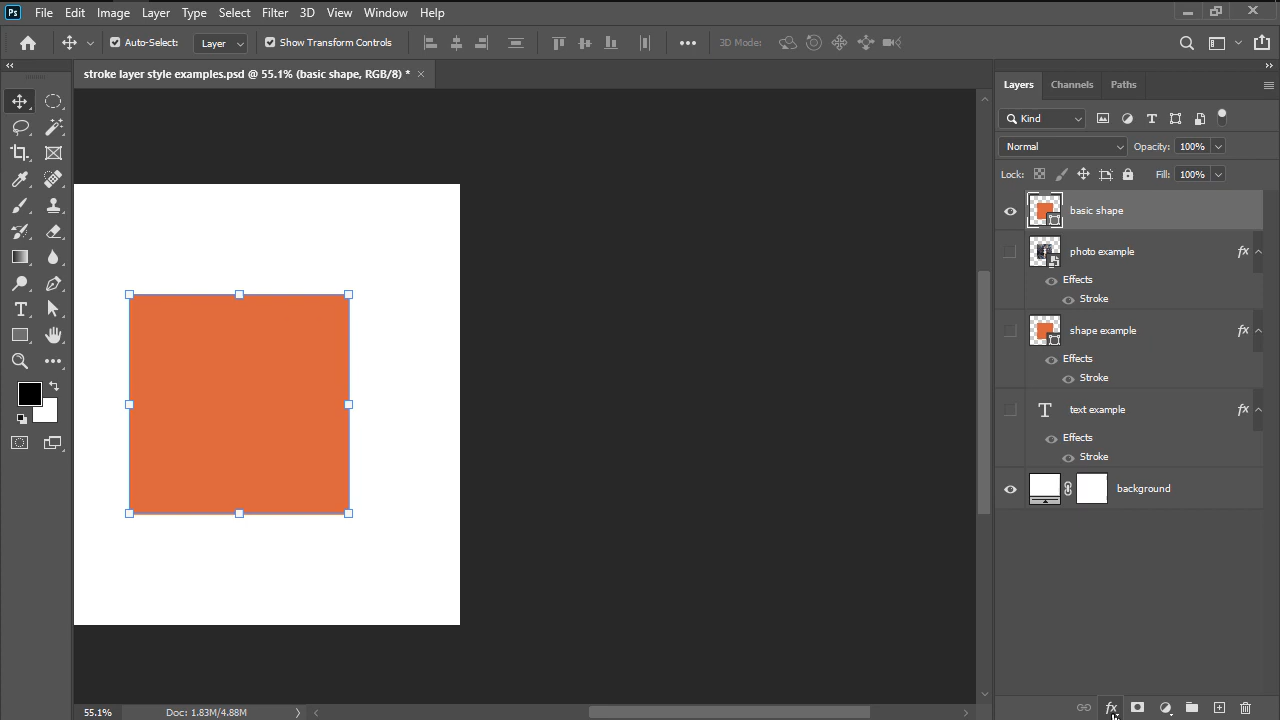 Ps File Edit Image Layer Type Select Filter 3D View Window Help
Auto-Select: Layer Show Transform Controls 3D Mode:
stroke layer style examples.psd @ 55.1% (basic shape, RGB/8) *
Layers Channels Paths
Kind
Normal Opacity: 100%
Lock: Fill: 100%
basic shape
photo example fx
Effects
Stroke
shape example fx
Effects
Stroke
T text example fx
Effects
Stroke
background
55.1% Doc: 1.83M/4.88M
fx